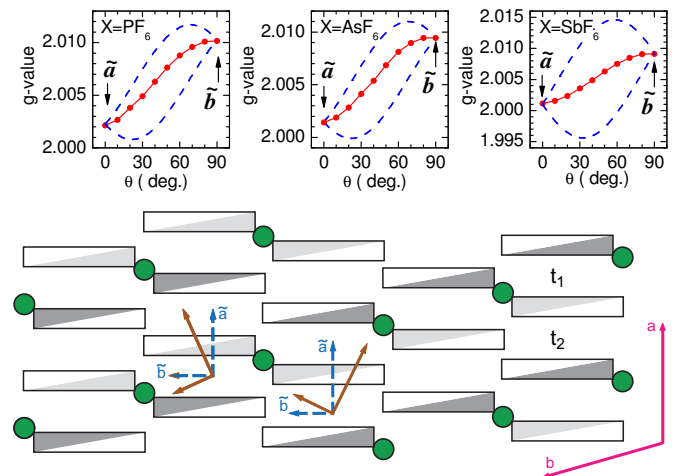 X=PF₆
2.010
2.005
2.000
g-value
ã
b̃
0 30 60 90
θ ( deg.)
X=AsF₆
2.010
2.005
2.000
g-value
ã
b̃
0 30 60 90
θ ( deg.)
X=SbF₆
2.015
2.010
2.005
2.000
1.995
g-value
ã
b̃
0 30 60 90
θ ( deg.)
t₁
ã
a
ã
t₂
b̃
b̃
b